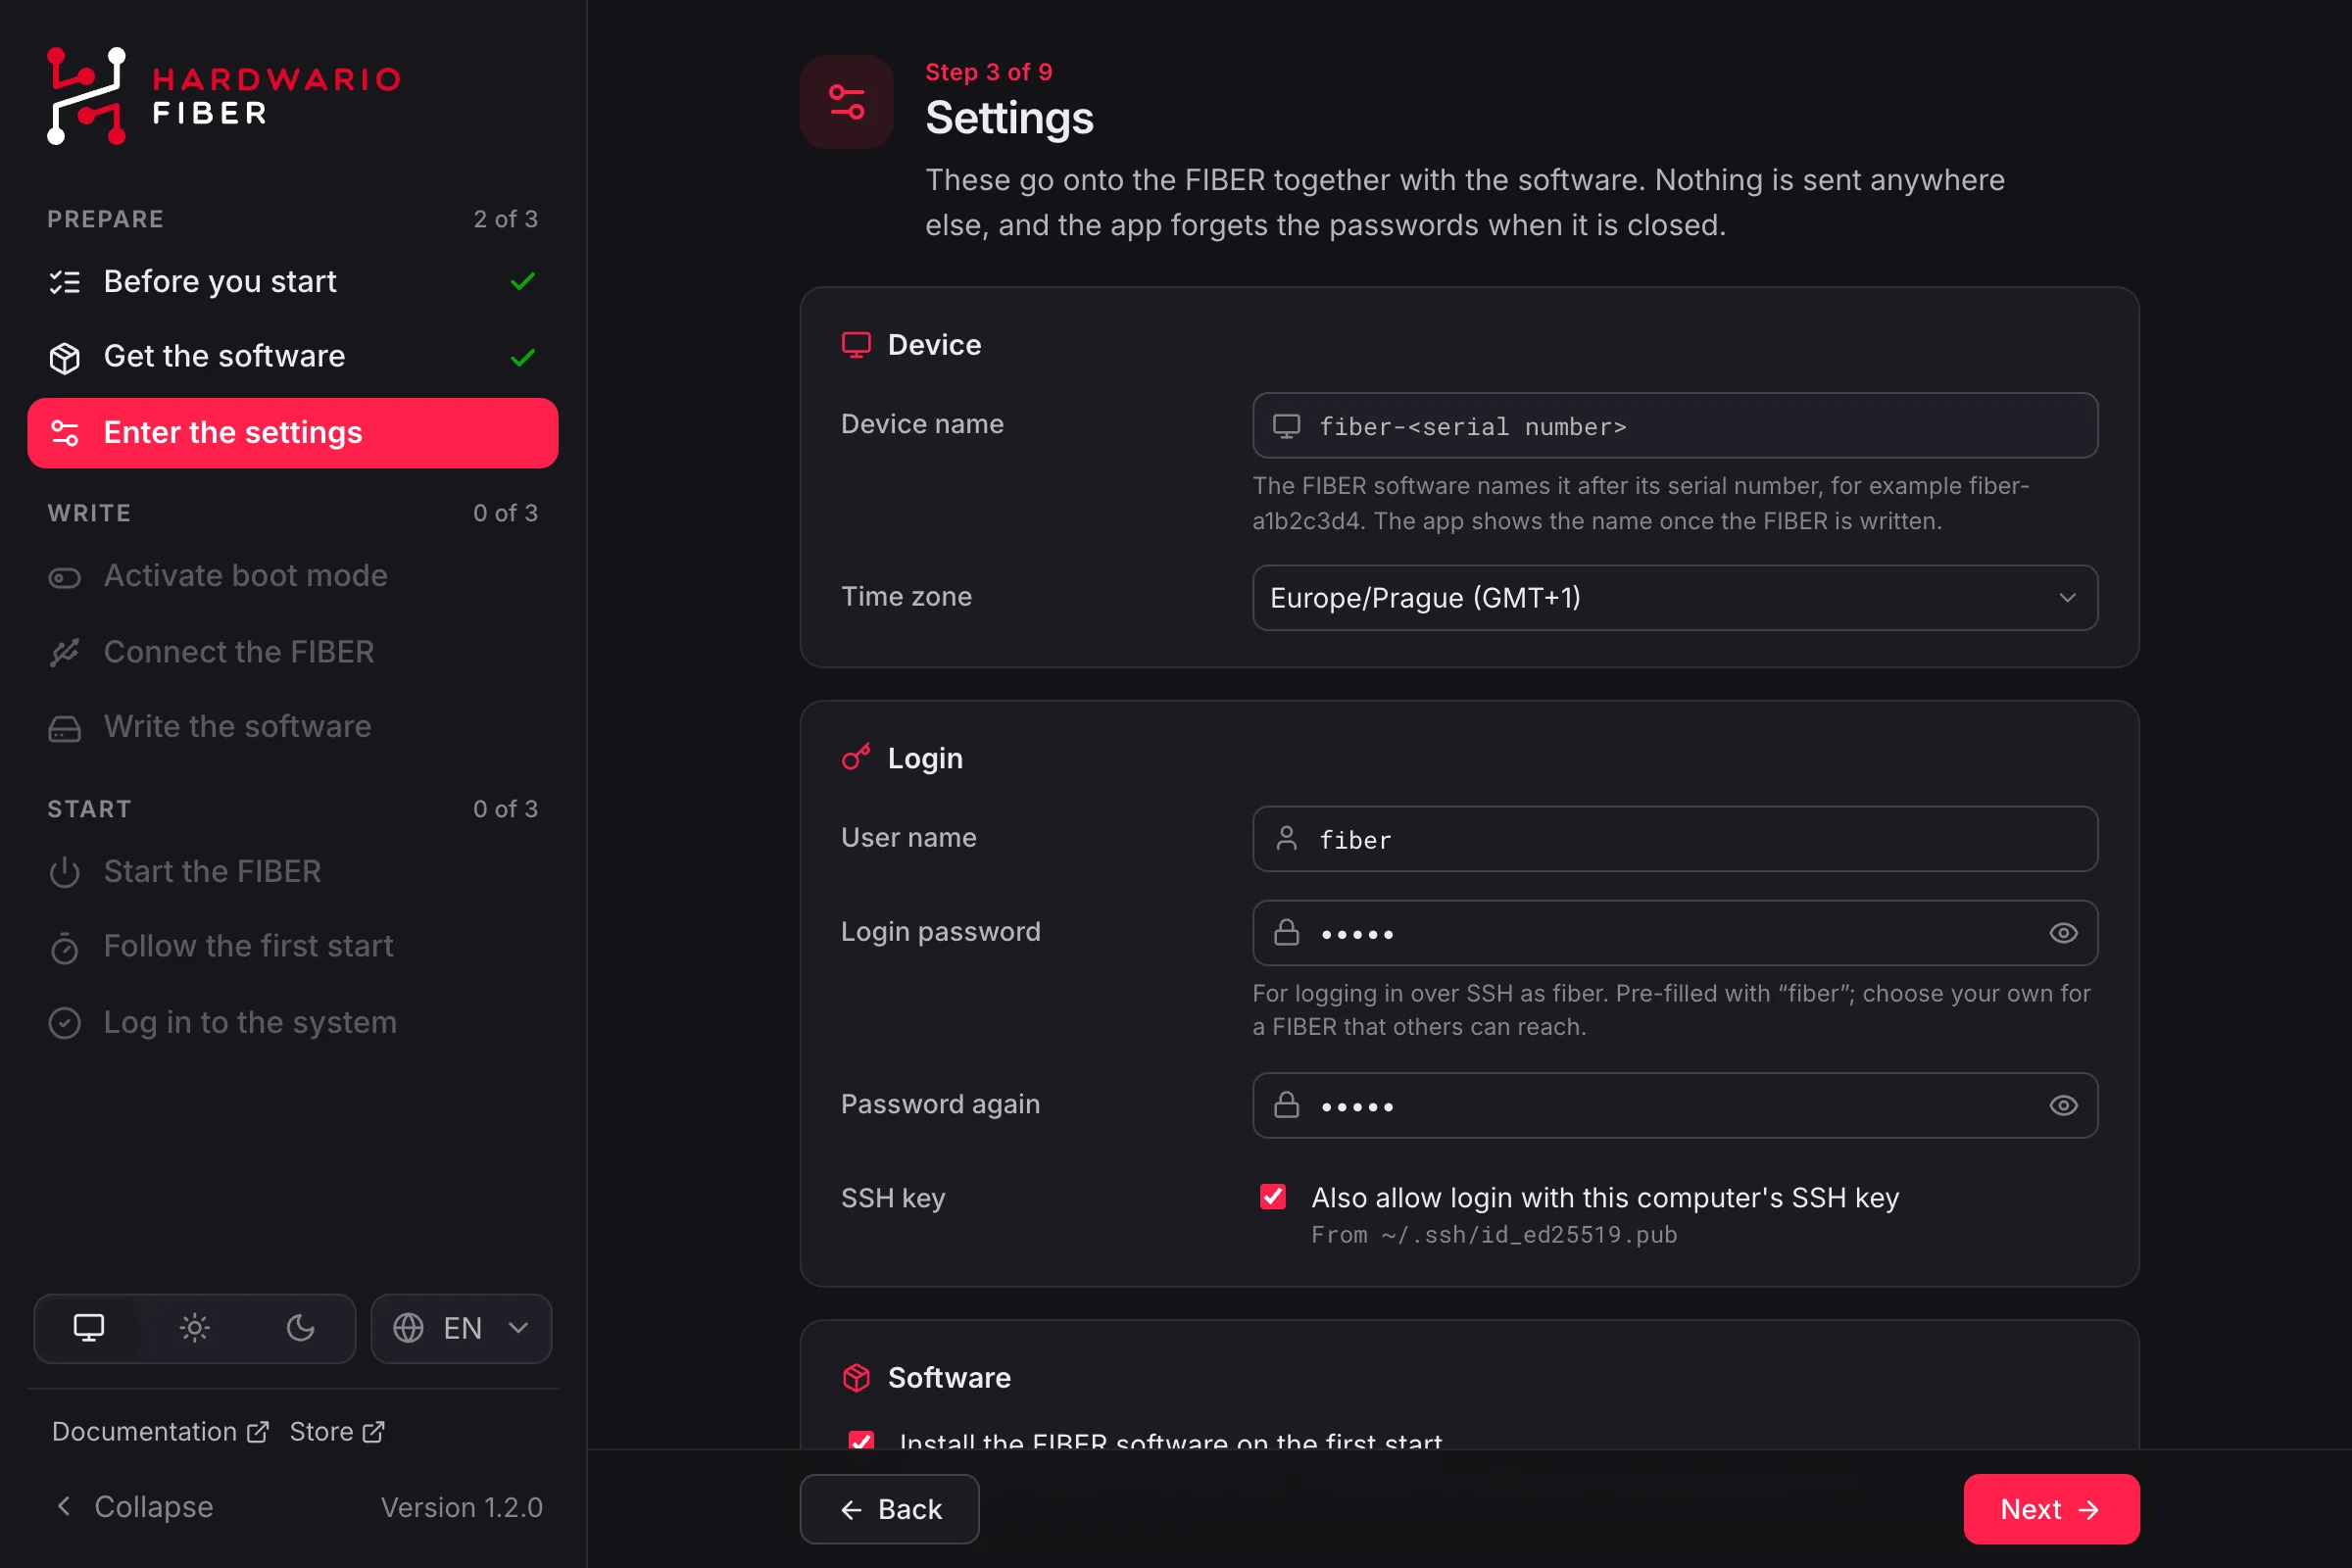 HARDWARIO
FIBER
PREPARE 2 of 3
Before you start
Get the software
Enter the settings
WRITE 0 of 3
Activate boot mode
Connect the FIBER
Write the software
START 0 of 3
Start the FIBER
Follow the first start
Log in to the system
EN
Documentation Store
Collapse Version 1.2.0
Step 3 of 9
Settings
These go onto the FIBER together with the software. Nothing is sent anywhere
else, and the app forgets the passwords when it is closed.
Device
Device name fiber-<serial number>
The FIBER software names it after its serial number, for example fiber-
a1b2c3d4. The app shows the name once the FIBER is written.
Time zone Europe/Prague (GMT+1)
Login
User name fiber
Login password •••••
For logging in over SSH as fiber. Pre-filled with “fiber”; choose your own for
a FIBER that others can reach.
Password again •••••
SSH key Also allow login with this computer's SSH key
From ~/.ssh/id_ed25519.pub
Software
Install the FIBER software on the first start
Back Next